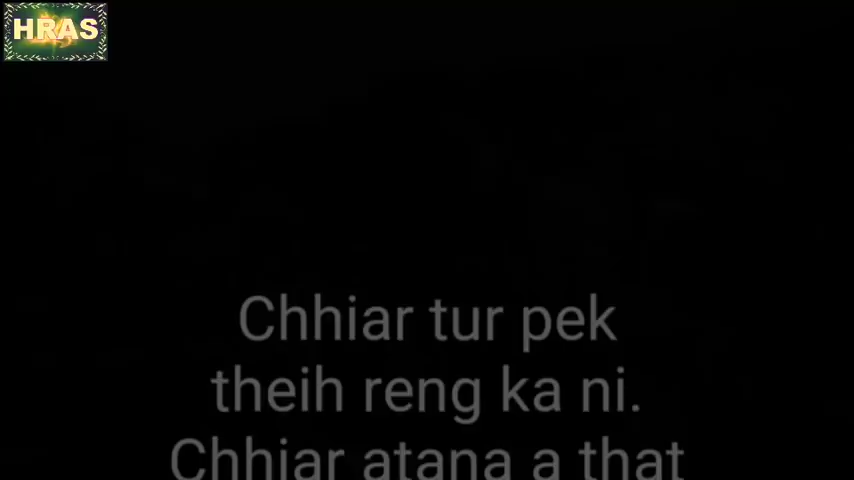 HRAS
Chhiar tur pek
theih reng ka ni.
Chhiar atana a that